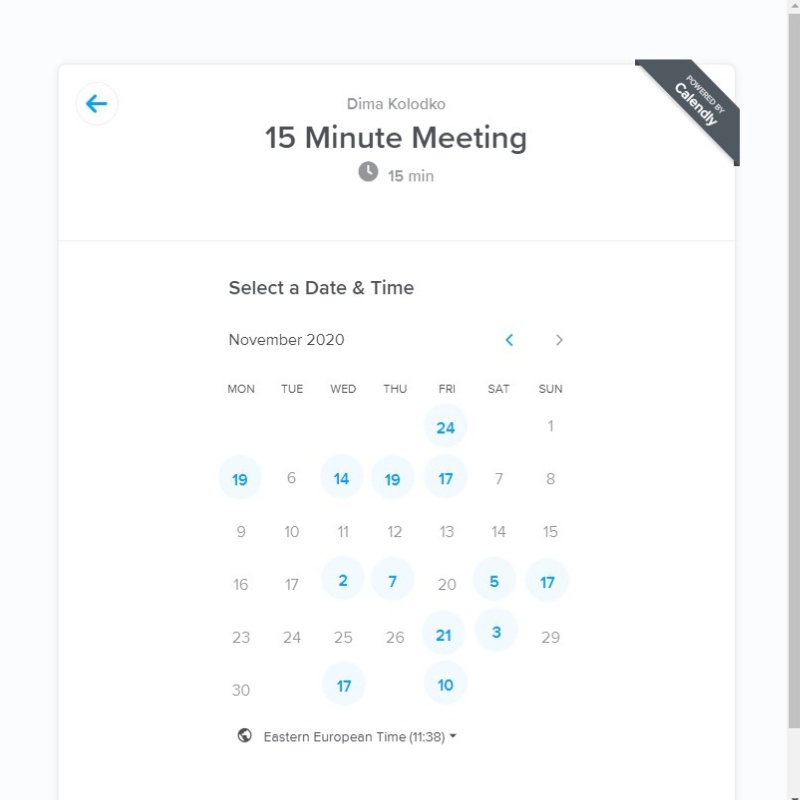 Dima Kolodko
POWERED BY
Calendly
15 Minute Meeting
15 min
Select a Date & Time
November 2020
MON TUE WED THU FRI SAT SUN
24 1
19 6 14 19 17 7 8
9 10 11 12 13 14 15
16 17 2 7 20 5 17
23 24 25 26 21 3 29
30 17 10
Eastern European Time (11:38)